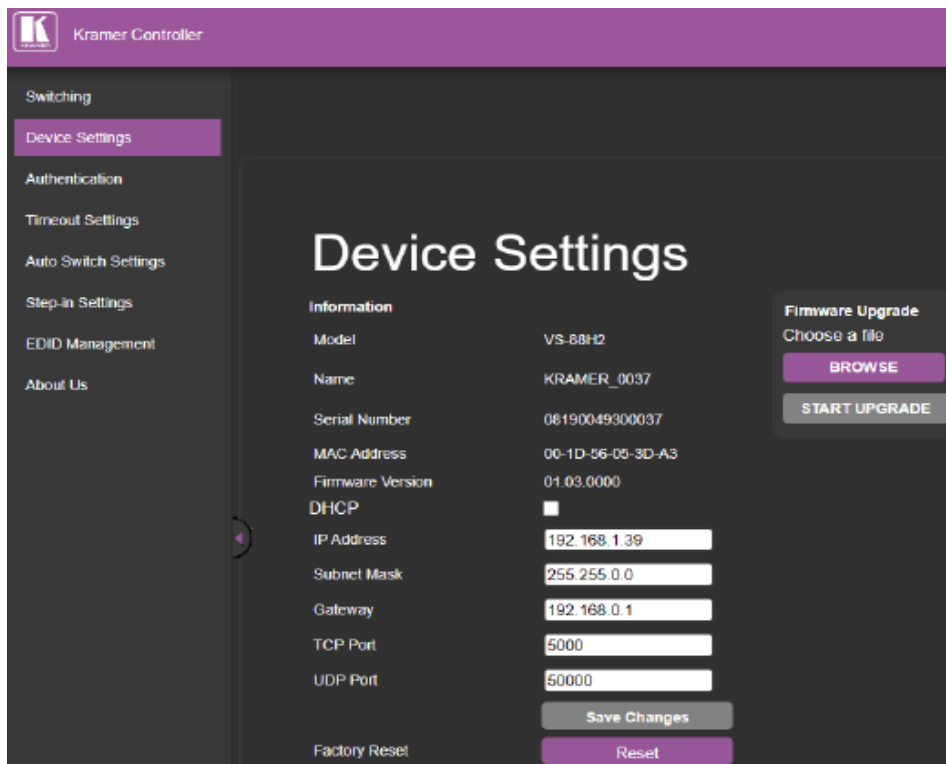 Kramer Controller
Switching
Device Settings
Authentication
Timeout Settings
Auto Switch Settings
Step-in Settings
EDID Management
About Us
Device Settings
Information
Model VS-88H2
Name KRAMER_0037
Serial Number 08190049300037
MAC Address 00-1D-56-05-3D-A3
Firmware Version 01.03.0000
DHCP
IP Address 192.168.1.39
Subnet Mask 255.255.0.0
Gateway 192.168.0.1
TCP Port 5000
UDP Port 50000
Save Changes
Factory Reset Reset
Firmware Upgrade
Choose a file
BROWSE
START UPGRADE